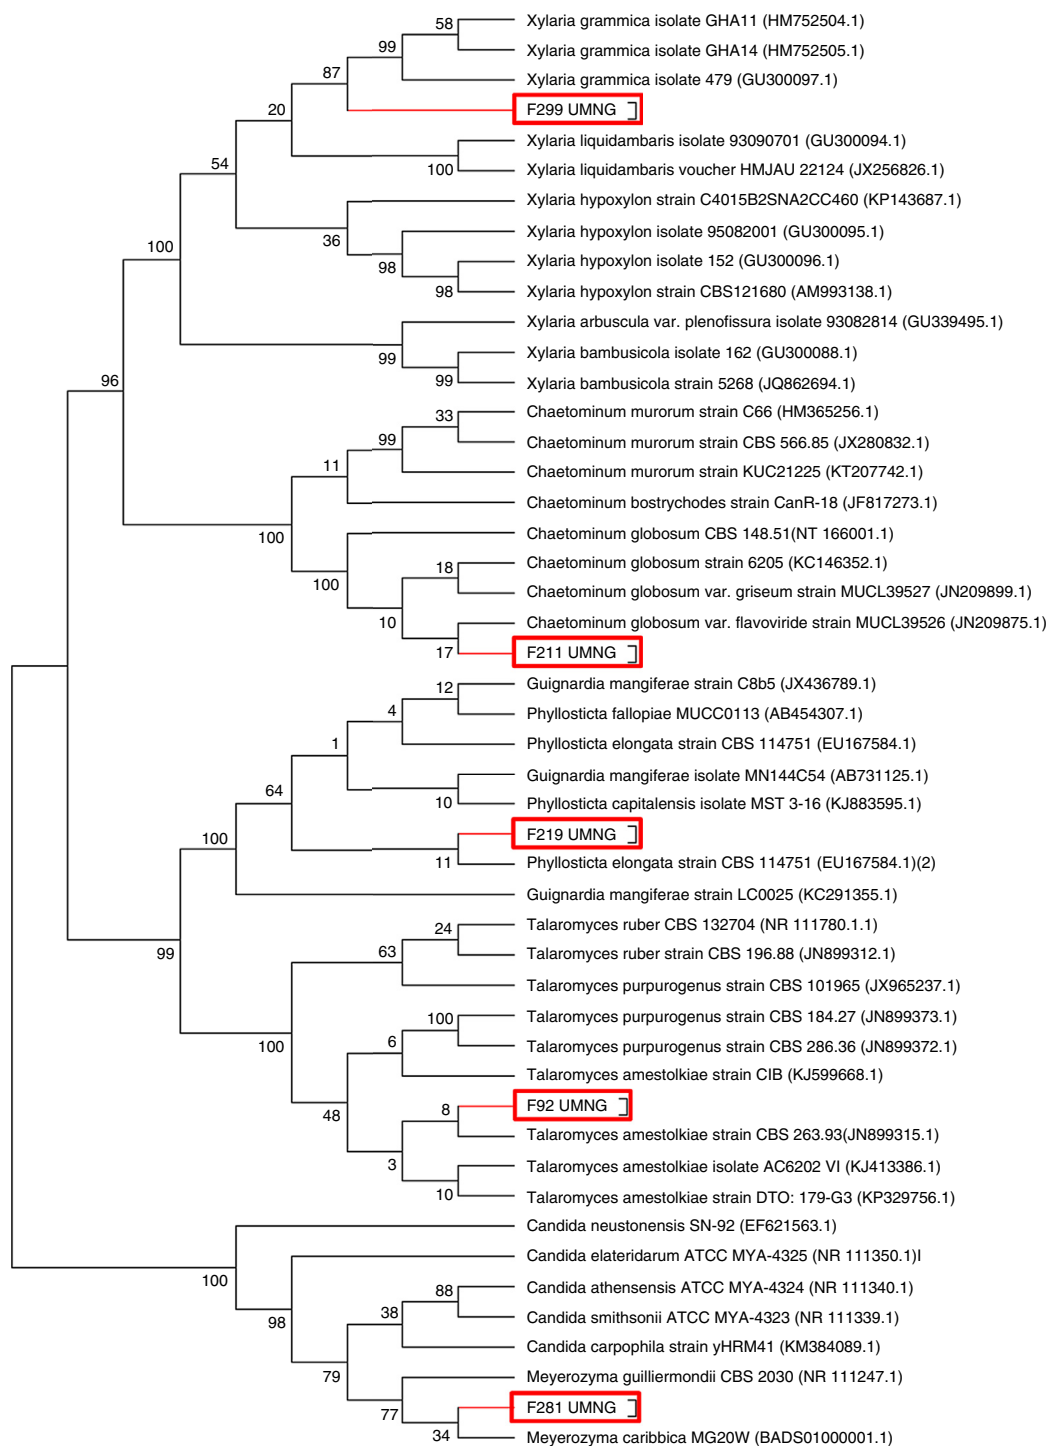 58 Xylaria grammica isolate GHA11 (HM752504.1)
99 Xylaria grammica isolate GHA14 (HM752505.1)
87 Xylaria grammica isolate 479 (GU300097.1)
20 F299 UMNG
Xylaria liquidambaris isolate 93090701 (GU300094.1)
54 100 Xylaria liquidambaris voucher HMJAU 22124 (JX256826.1)
Xylaria hypoxylon strain C4015B2SNA2CC460 (KP143687.1)
100 36 Xylaria hypoxylon isolate 95082001 (GU300095.1)
98 Xylaria hypoxylon isolate 152 (GU300096.1)
98 Xylaria hypoxylon strain CBS121680 (AM993138.1)
Xylaria arbuscula var. plenofissura isolate 93082814 (GU339495.1)
99 Xylaria bambusicola isolate 162 (GU300088.1)
96 99 Xylaria bambusicola strain 5268 (JQ862694.1)
33 Chaetominum murorum strain C66 (HM365256.1)
99 Chaetominum murorum strain CBS 566.85 (JX280832.1)
11 Chaetominum murorum strain KUC21225 (KT207742.1)
Chaetominum bostrychodes strain CanR-18 (JF817273.1)
100 Chaetominum globosum CBS 148.51(NT 166001.1)
100 18 Chaetominum globosum strain 6205 (KC146352.1)
Chaetominum globosum var. griseum strain MUCL39527 (JN209899.1)
10 Chaetominum globosum var. flavoviride strain MUCL39526 (JN209875.1)
17 F211 UMNG
12 Guignardia mangiferae strain C8b5 (JX436789.1)
4 Phyllosticta fallopiae MUCC0113 (AB454307.1)
1 Phyllosticta elongata strain CBS 114751 (EU167584.1)
Guignardia mangiferae isolate MN144C54 (AB731125.1)
64 10 Phyllosticta capitalensis isolate MST 3-16 (KJ883595.1)
100 F219 UMNG
11 Phyllosticta elongata strain CBS 114751 (EU167584.1)(2)
Guignardia mangiferae strain LC0025 (KC291355.1)
24 Talaromyces ruber CBS 132704 (NR 111780.1.1)
99 63 Talaromyces ruber strain CBS 196.88 (JN899312.1)
Talaromyces purpurogenus strain CBS 101965 (JX965237.1)
100 Talaromyces purpurogenus strain CBS 184.27 (JN899373.1)
100 6 Talaromyces purpurogenus strain CBS 286.36 (JN899372.1)
Talaromyces amestolkiae strain CIB (KJ599668.1)
48 8 F92 UMNG
Talaromyces amestolkiae strain CBS 263.93(JN899315.1)
3 Talaromyces amestolkiae isolate AC6202 VI (KJ413386.1)
10 Talaromyces amestolkiae strain DTO: 179-G3 (KP329756.1)
Candida neustonensis SN-92 (EF621563.1)
100 Candida elateridarum ATCC MYA-4325 (NR 111350.1)I
88 Candida athensensis ATCC MYA-4324 (NR 111340.1)
98 38 Candida smithsonii ATCC MYA-4323 (NR 111339.1)
Candida carpophila strain yHRM41 (KM384089.1)
79 Meyerozyma guilliermondii CBS 2030 (NR 111247.1)
77 F281 UMNG
34 Meyerozyma caribbica MG20W (BADS01000001.1)